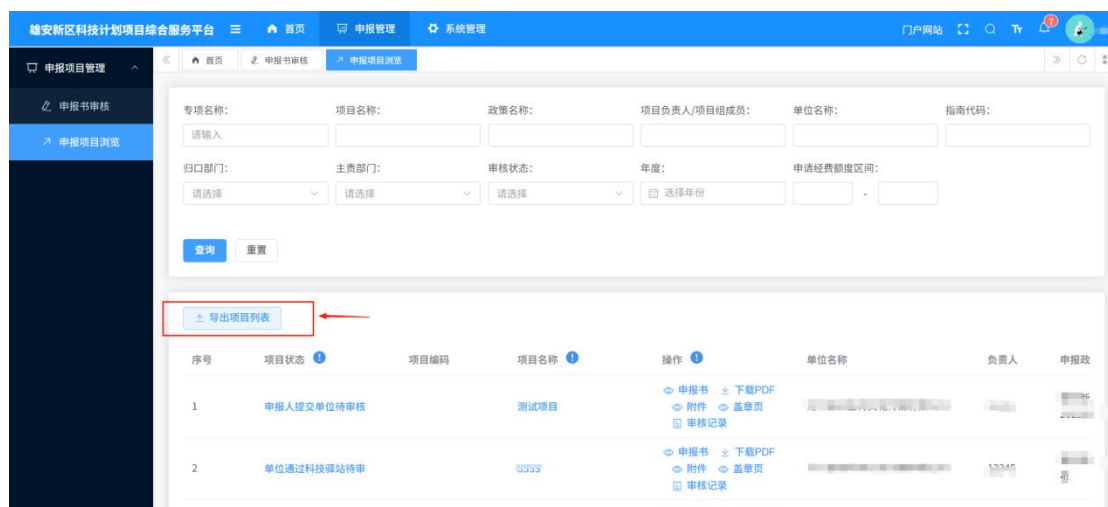 雄安新区科技计划项目综合服务平台 首页 申报管理 系统管理 门户网站 Tr 7
申报项目管理 首页 申报书审核 申报项目浏览
申报书审核
申报项目浏览
专项名称: 项目名称: 政策名称: 项目负责人/项目组成员: 单位名称: 指南代码:
请输入
归口部门: 主责部门: 审核状态: 年度: 申请经费额度区间:
请选择 请选择 请选择 选择年份 -
查询 重置
导出项目列表
序号 项目状态 项目编码 项目名称 操作 单位名称 负责人 申报政
申报书 下载PDF
1 申报人提交单位待审核 测试项目 附件 盖章页
审核记录
申报书 下载PDF
2 单位通过科技驿站待审 附件 盖章页
审核记录